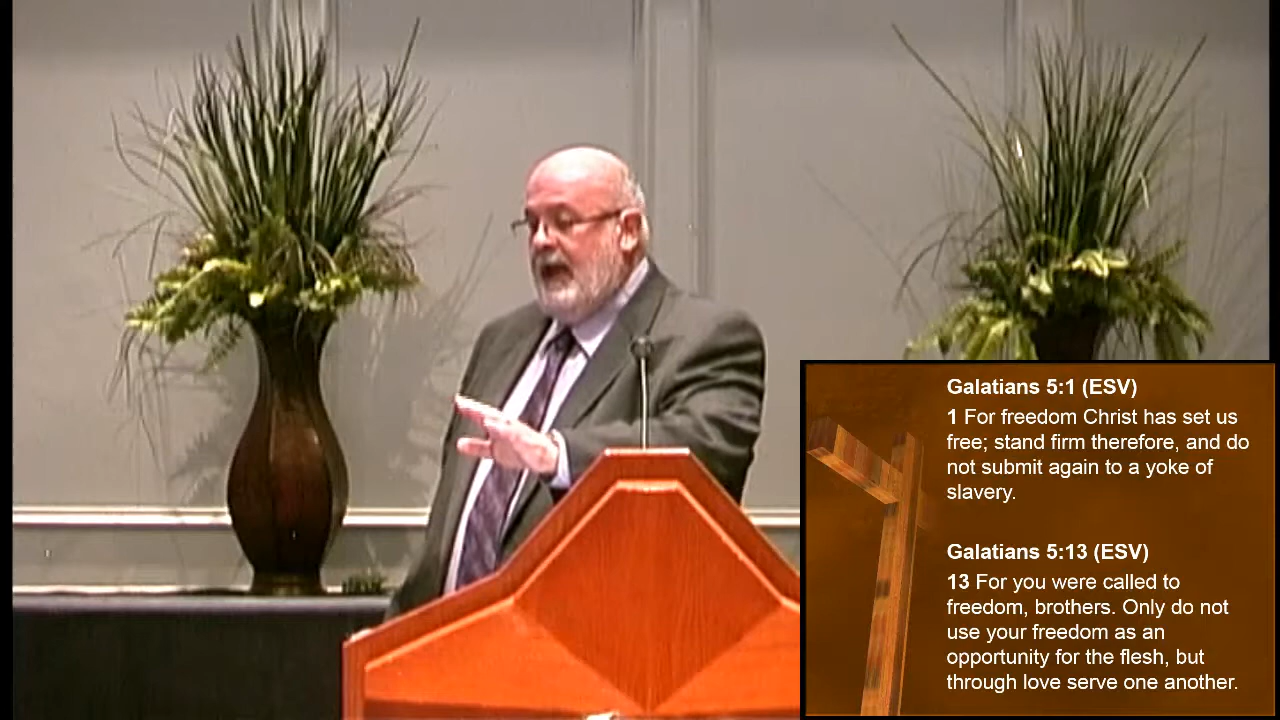 Galatians 5:1 (ESV)
1 For freedom Christ has set us
free; stand firm therefore, and do
not submit again to a yoke of
slavery.
Galatians 5:13 (ESV)
13 For you were called to
freedom, brothers. Only do not
use your freedom as an
opportunity for the flesh, but
through love serve one another.